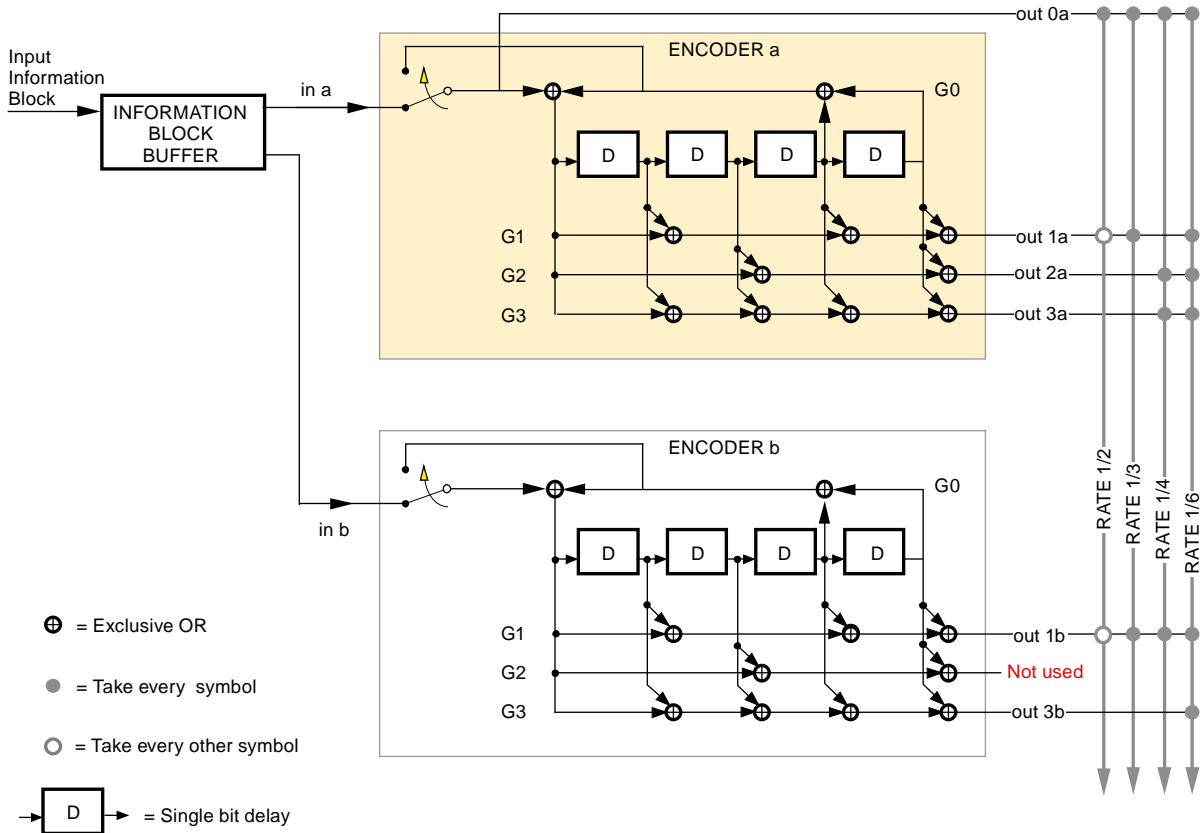 out 0a
ENCODER a
Input
Information
Block
in a
INFORMATION
BLOCK
BUFFER
G0
D D D D
G1
out 1a
G2
out 2a
G3
out 3a
ENCODER b
in b
G0
D D D D
RATE 1/2
RATE 1/3
RATE 1/4
RATE 1/6
G1
out 1b
G2
Not used
G3
out 3b
= Exclusive OR
= Take every symbol
= Take every other symbol
D = Single bit delay